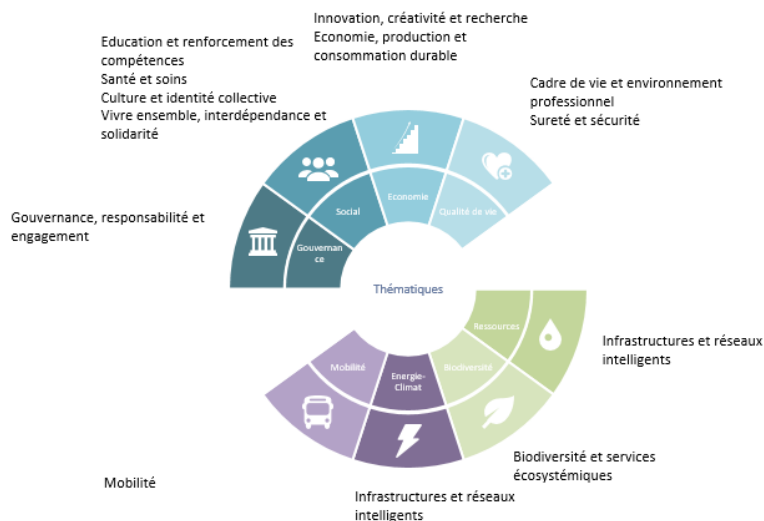 Innovation, créativité et recherche
Economie, production et
consommation durable
Education et renforcement des
compétences
Santé et soins
Culture et identité collective
Vivre ensemble, interdépendance et
solidarité
Cadre de vie et environnement
professionnel
Sureté et sécurité
Gouvernance, responsabilité et
engagement
Social
Economie
Qualité de vie
Gouvernan
ce
Thématiques
Ressources
Mobilité
Energie-
Climat
Biodiversité
Infrastructures et réseaux
intelligents
Biodiversité et services
écosystémiques
Mobilité
Infrastructures et réseaux
intelligents